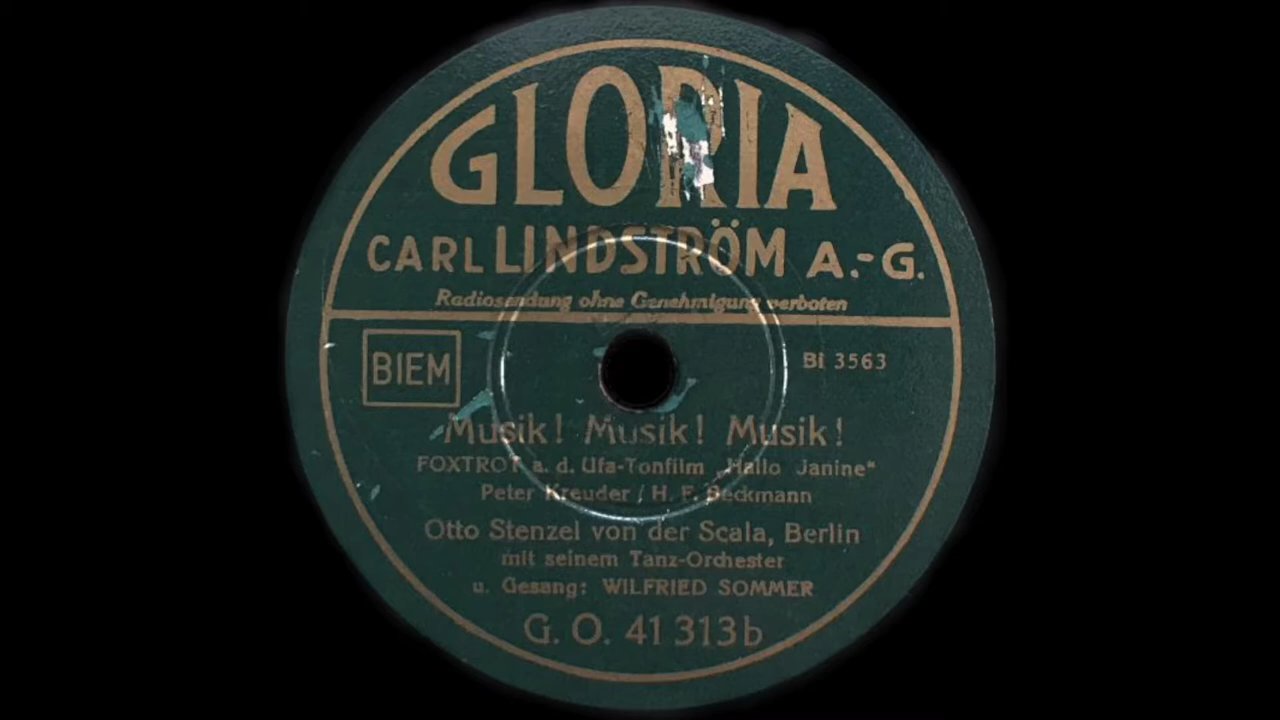 GLORIA
CARL LINDSTRÖM A.-G.
Radiosendung ohne Genehmigung verboten
BIEM
Bi 3563
Musik! Musik! Musik!
FOXTROT a. d. Ufa-Tonfilm „Hallo Janine“
Peter Kreuder / H. F. Beckmann
Otto Stenzel von der Scala, Berlin
mit seinem Tanz-Orchester
u. Gesang: WILFRIED SOMMER
G. O. 41 313b